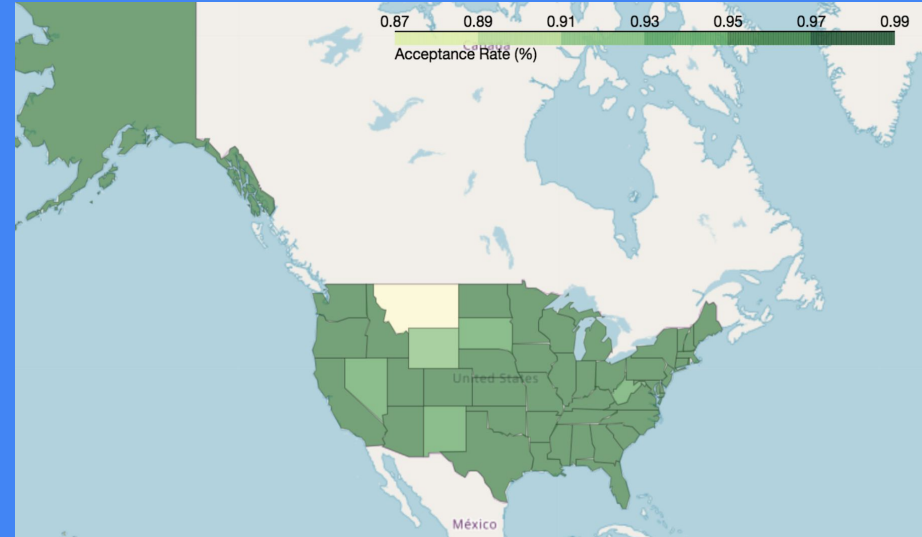 0.87 0.89 0.91 0.93 0.95 0.97 0.99
Canada
Acceptance Rate (%)
United States
México